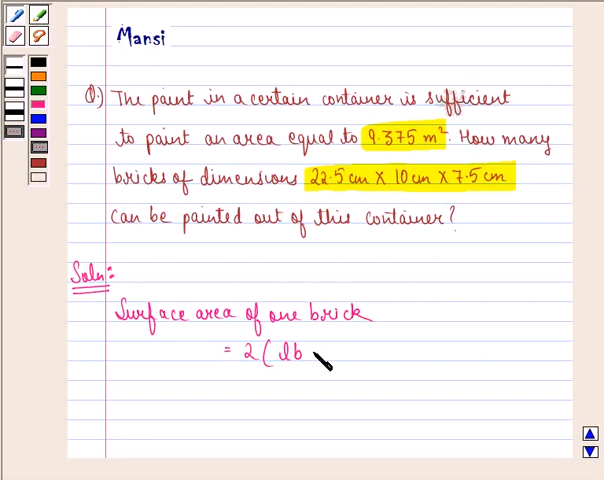 Mansi
Q.) The paint in a certain container is sufficient
to paint an area equal to 9.375 m². How many
bricks of dimensions 22.5 cm X 10 cm X 7.5 cm
can be painted out of this container?
Soln:
Surface area of one brick
= 2 ( lb